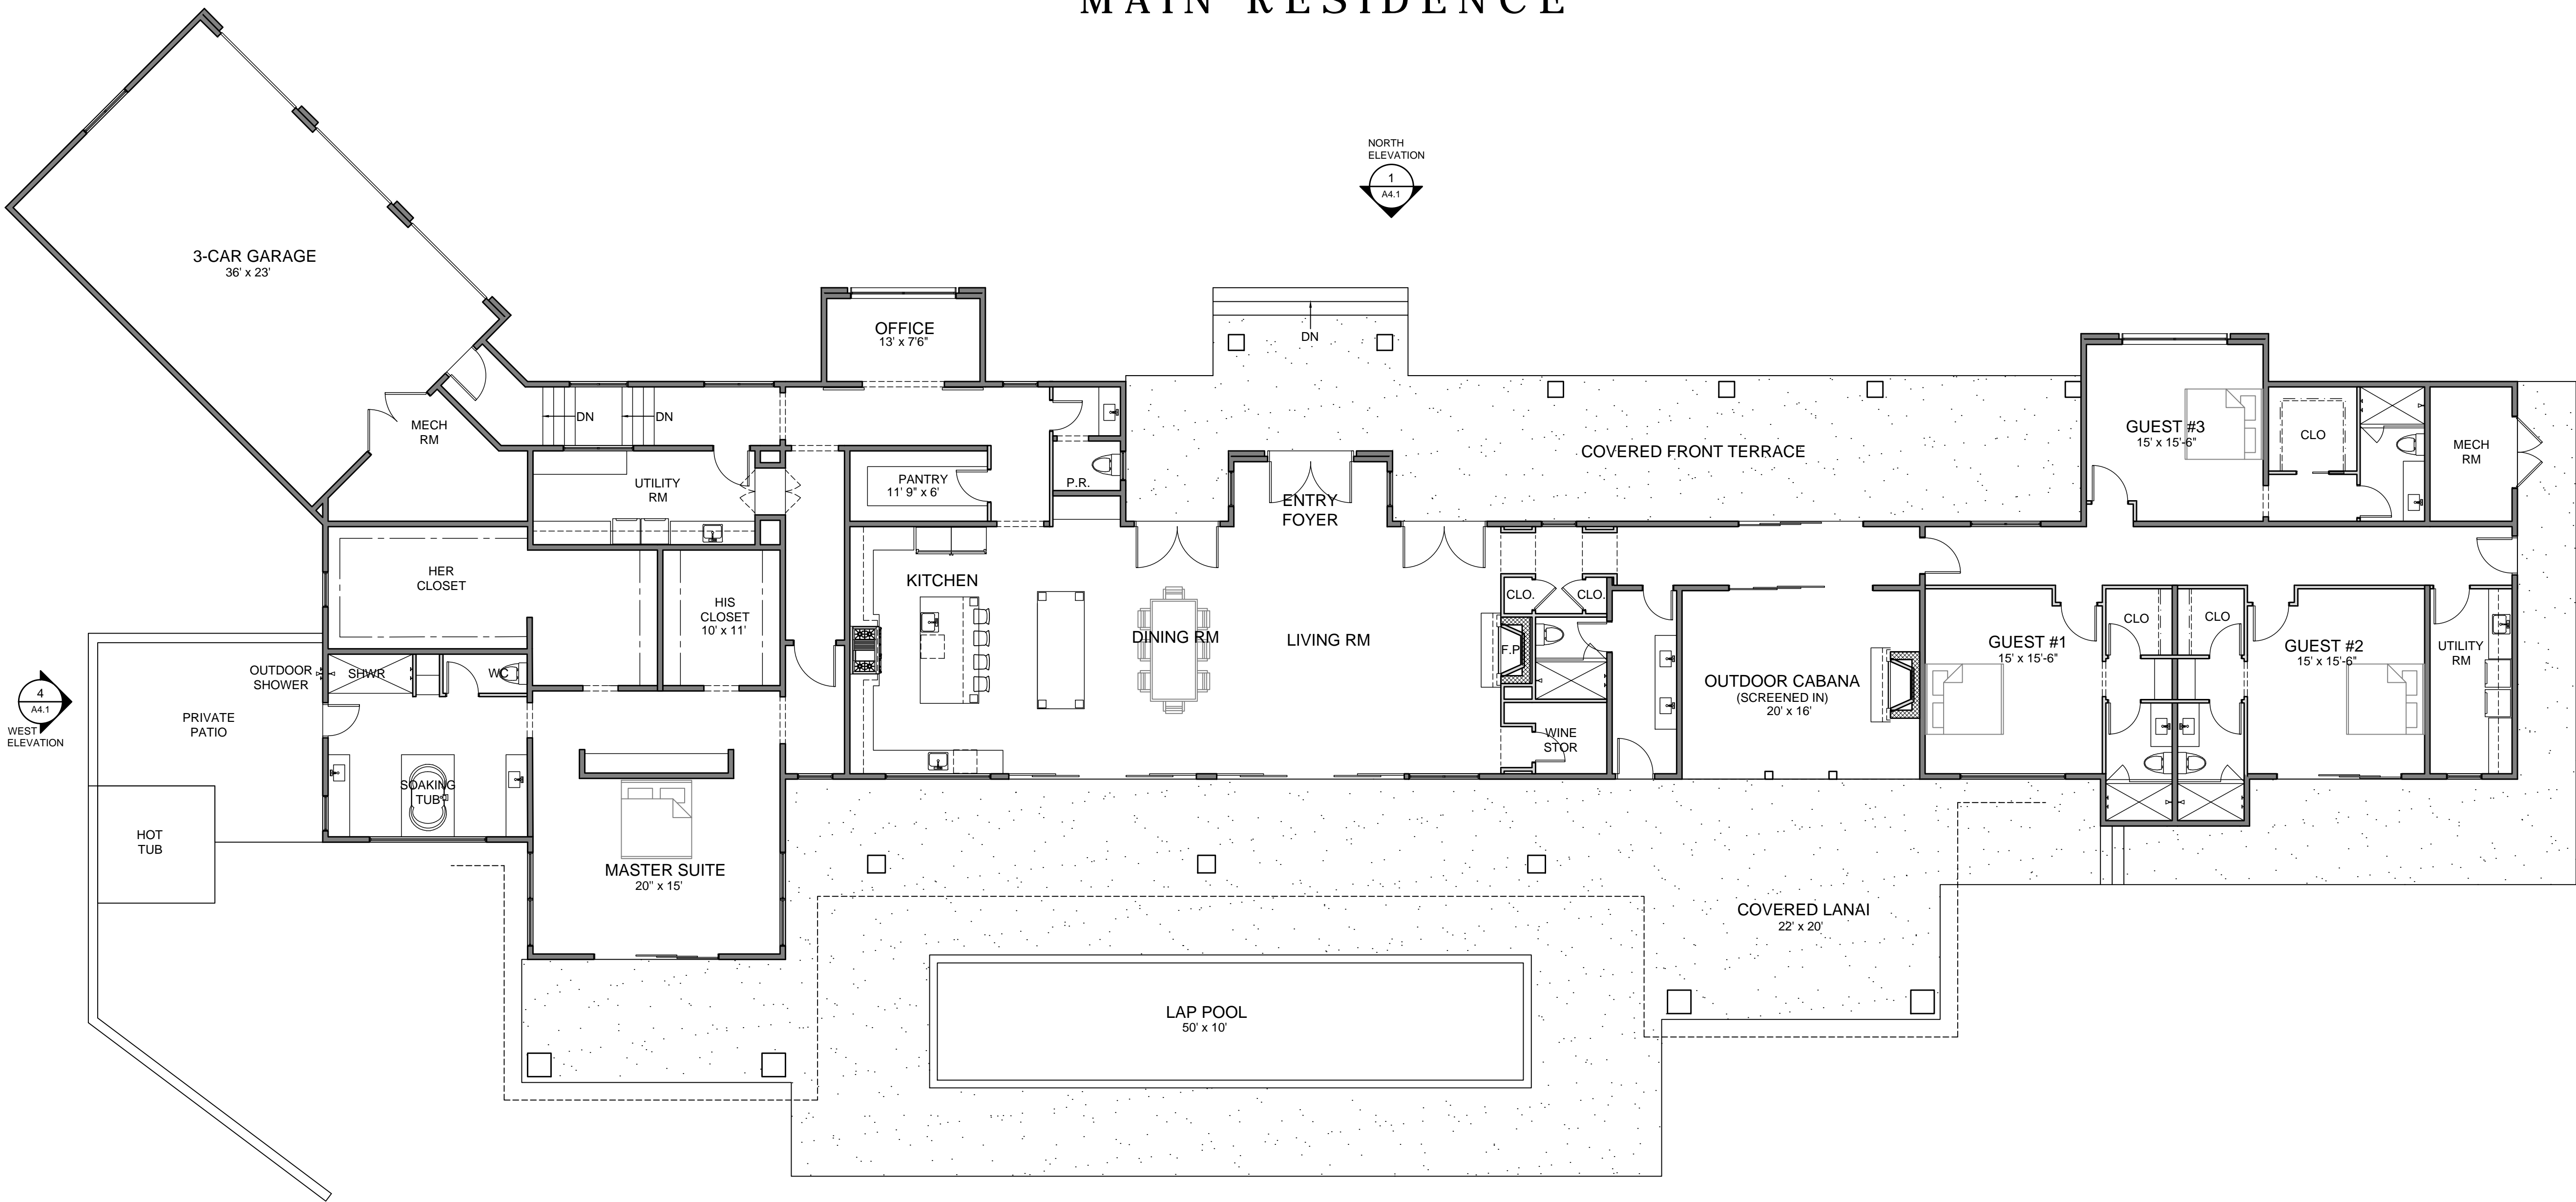 MAIN RESIDENCE
NORTH
ELEVATION
1
A4.1
3-CAR GARAGE
36' x 23'
OFFICE
13' x 7'6"
DN
DN
DN
MECH
RM
UTILITY
RM
PANTRY
11' 9" x 6'
P.R.
ENTRY
FOYER
COVERED FRONT TERRACE
GUEST #3
15' x 15'-6"
CLO
MECH
RM
HER
CLOSET
HIS
CLOSET
10' x 11'
KITCHEN
DINING RM
LIVING RM
CLO.
CLO.
F.P
WINE
STOR
OUTDOOR CABANA
(SCREENED IN)
20' x 16'
GUEST #1
15' x 15'-6"
CLO
CLO
GUEST #2
15' x 15'-6"
UTILITY
RM
4
A4.1
WEST
ELEVATION
OUTDOOR
SHOWER
SHWR
WC
PRIVATE
PATIO
SOAKING
TUB
HOT
TUB
MASTER SUITE
20" x 15'
COVERED LANAI
22' x 20'
LAP POOL
50' x 10'